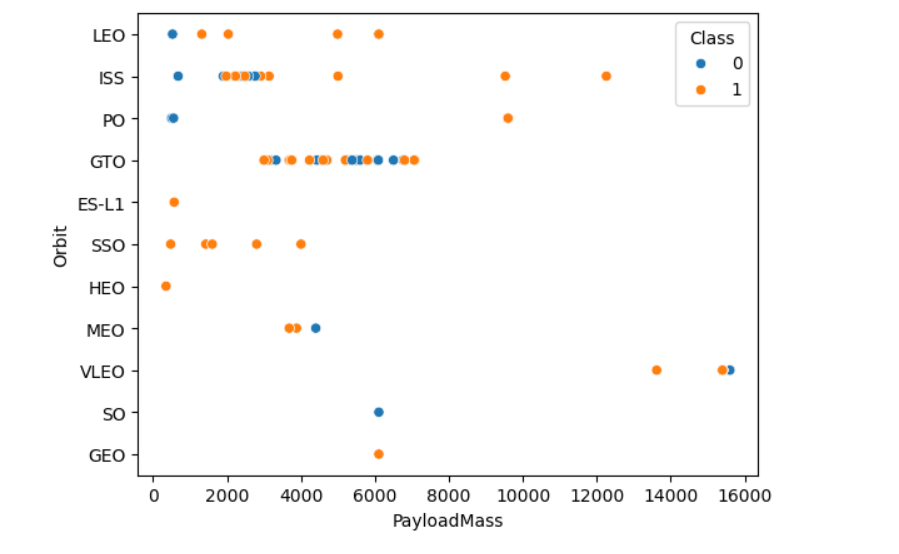 Class
0
1
LEO
ISS
PO
GTO
ES-L1
SSO
HEO
MEO
VLEO
SO
GEO
Orbit
0 2000 4000 6000 8000 10000 12000 14000 16000
PayloadMass